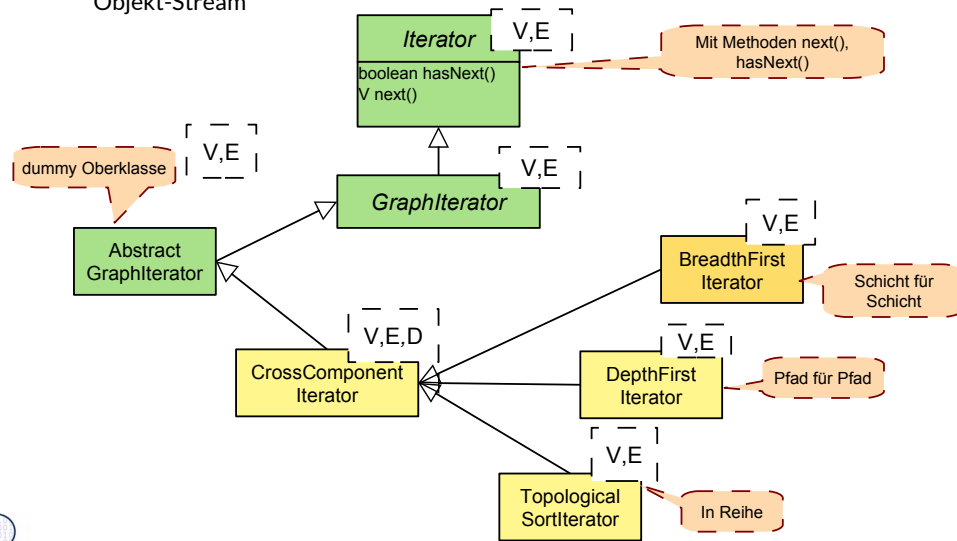 Objekt-Stream
Iterator
V,E
boolean hasNext()
V next()
Mit Methoden next(),
hasNext()
dummy Oberklasse
V,E
V,E
GraphIterator
Abstract
GraphIterator
V,E
BreadthFirst
Iterator
Schicht für
Schicht
V,E,D
CrossComponent
Iterator
V,E
DepthFirst
Iterator
Pfad für Pfad
V,E
Topological
SortIterator
In Reihe